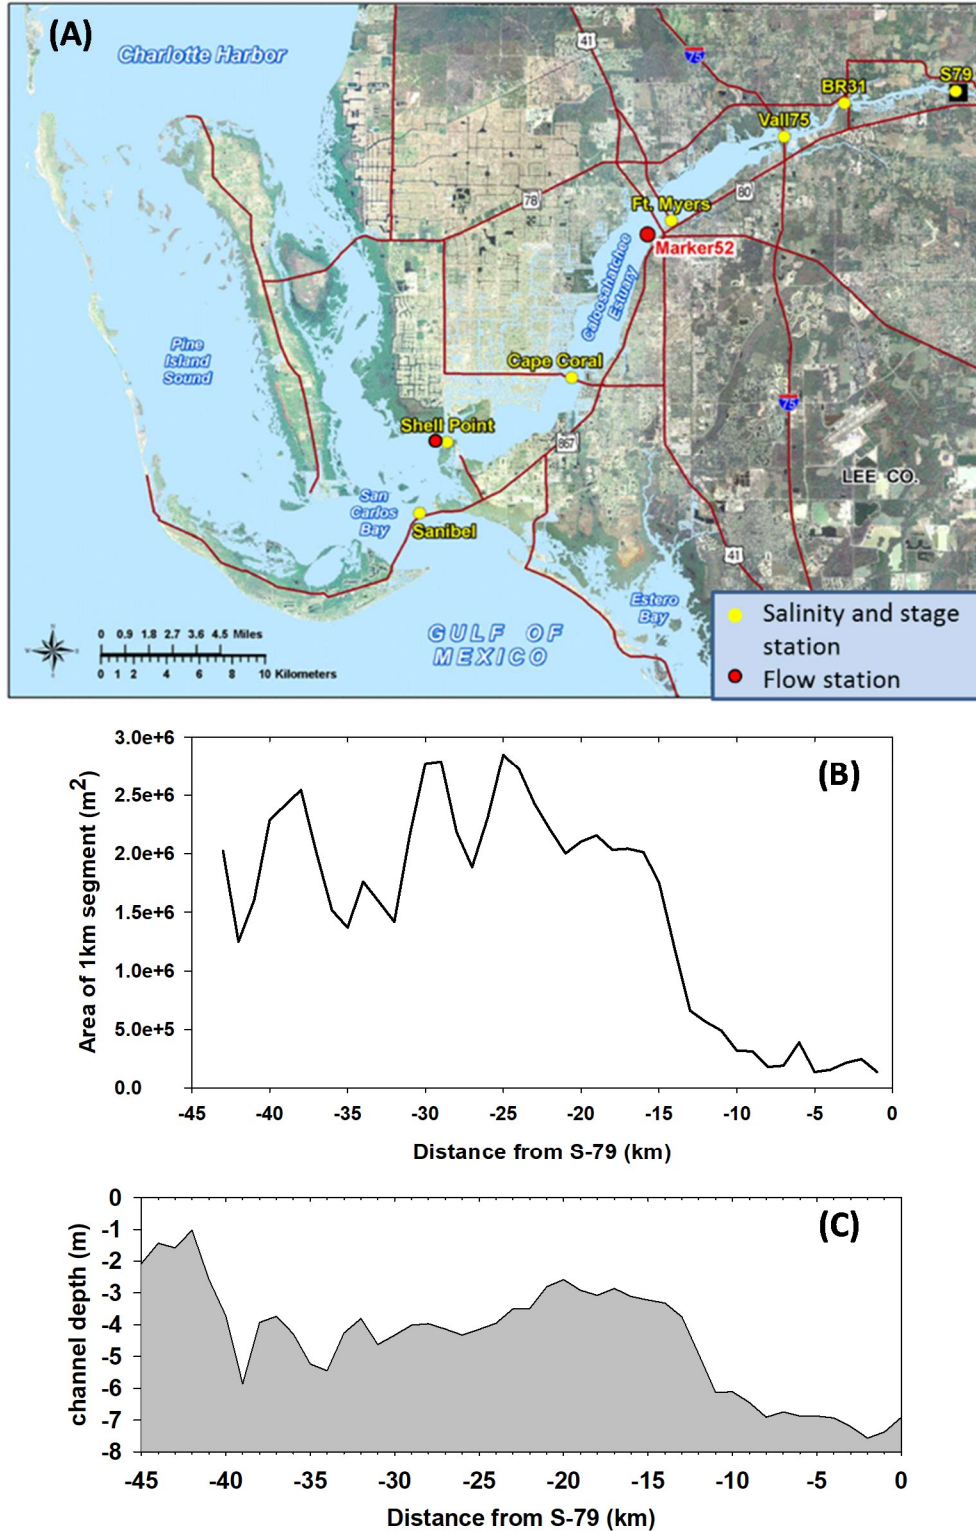 (A)
Charlotte Harbor
41
75
S79
BR31
Vall75
78
80
Ft. Myers
Marker52
Caloosahatchee
Estuary
Pine
Island
Sound
Cape Coral
75
Shell Point
867
LEE CO.
San
Carlos
Bay
Sanibel
41
Estero
Bay
GULF OF
MEXICO
0 0.9 1.8 2.7 3.6 4.5 Miles
0 1 2 4 6 8 10 Kilometers
Salinity and stage
station
Flow station
(B)
Area of 1km segment (m2)
3.0e+6
2.5e+6
2.0e+6
1.5e+6
1.0e+6
5.0e+5
0.0
-45 -40 -35 -30 -25 -20 -15 -10 -5 0
Distance from S-79 (km)
(C)
channel depth (m)
0
-1
-2
-3
-4
-5
-6
-7
-8
-45 -40 -35 -30 -25 -20 -15 -10 -5 0
Distance from S-79 (km)